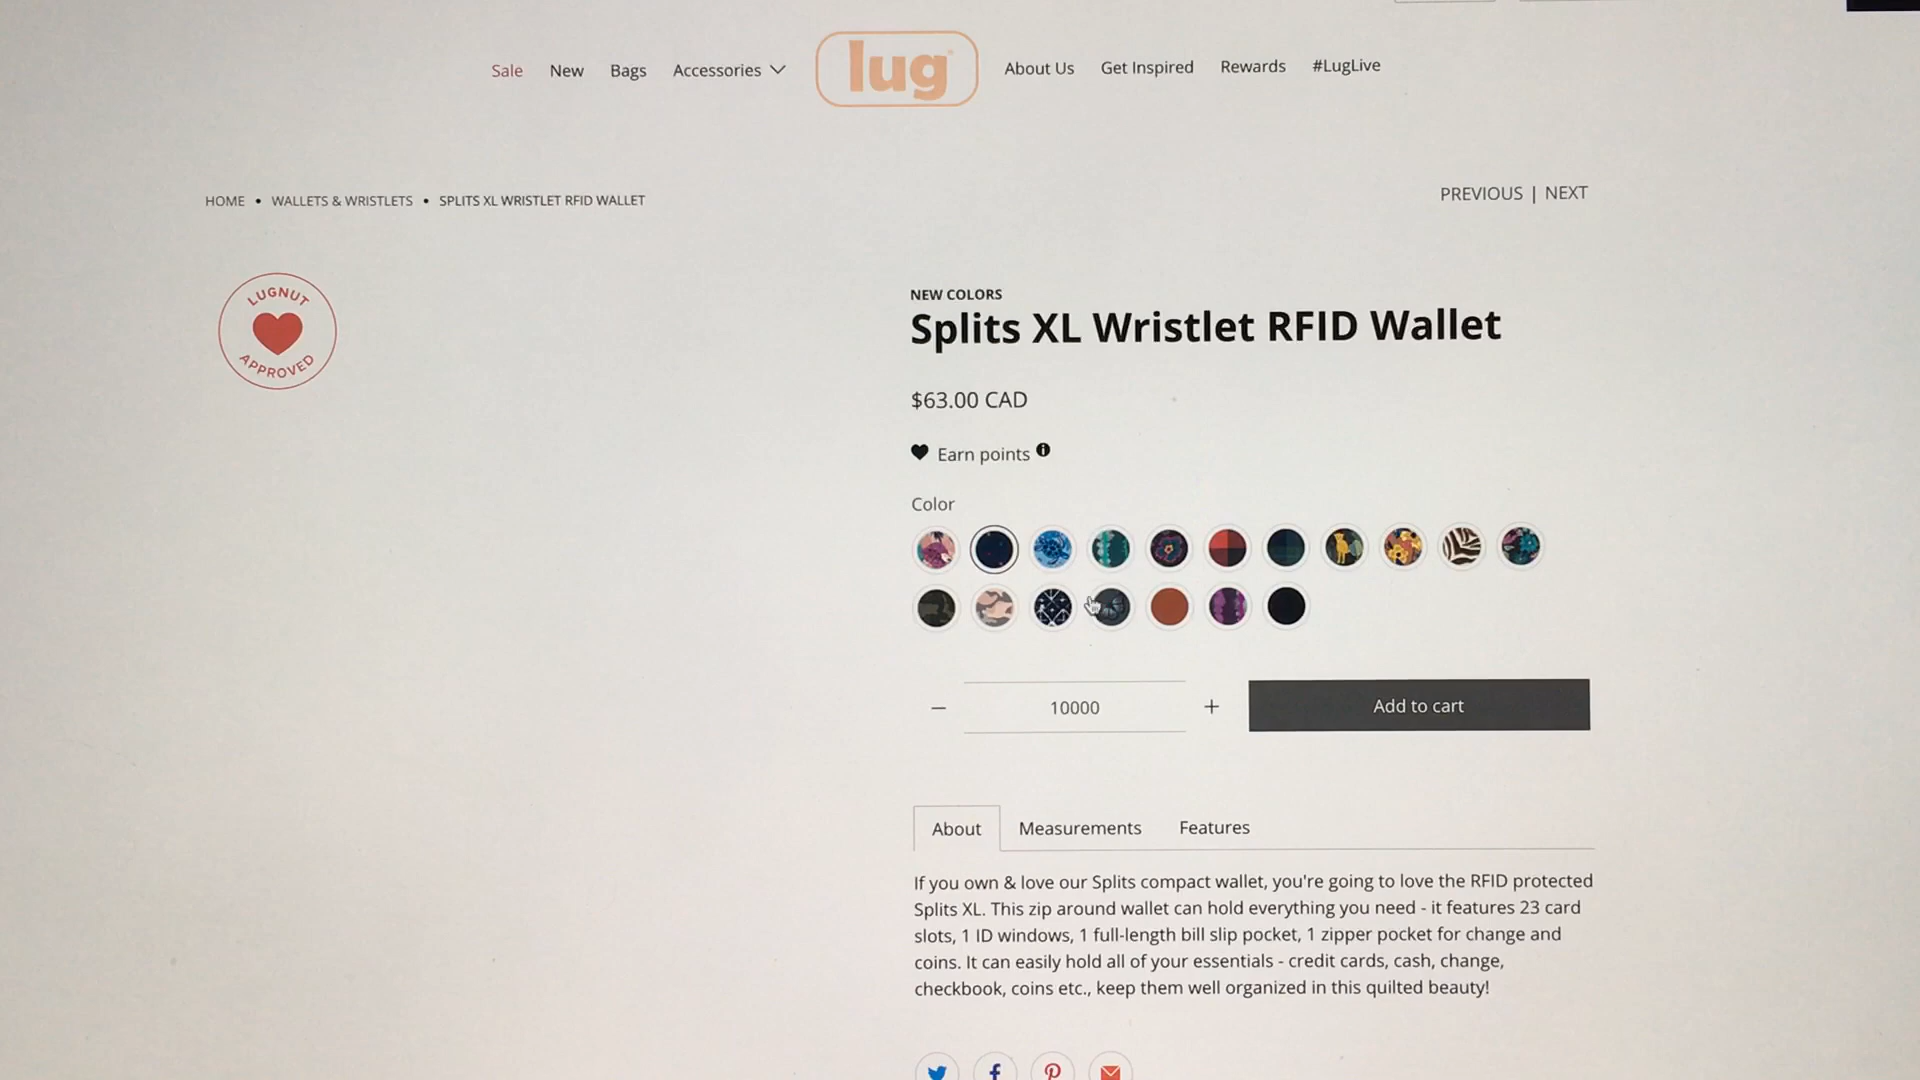 Sale New Bags Accessories lug About Us Get Inspired Rewards #LugLive
HOME • WALLETS & WRISTLETS • SPLITS XL WRISTLET RFID WALLET
PREVIOUS | NEXT
LUGNUT
APPROVED
NEW COLORS
Splits XL Wristlet RFID Wallet
$63.00 CAD
Earn points
Color
− 10000 + Add to cart
About Measurements Features
If you own & love our Splits compact wallet, you're going to love the RFID protected
Splits XL. This zip around wallet can hold everything you need - it features 23 card
slots, 1 ID windows, 1 full-length bill slip pocket, 1 zipper pocket for change and
coins. It can easily hold all of your essentials - credit cards, cash, change,
checkbook, coins etc., keep them well organized in this quilted beauty!